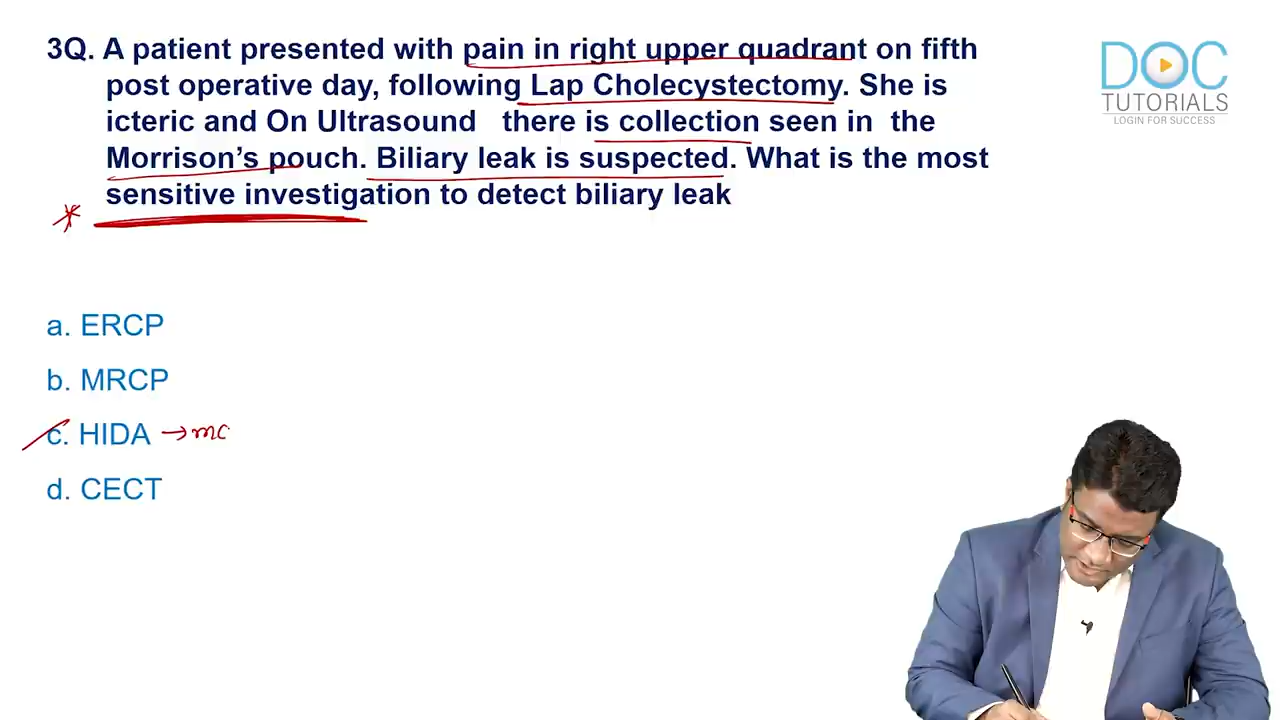 3Q. A patient presented with pain in right upper quadrant on fifth
post operative day, following Lap Cholecystectomy. She is
icteric and On Ultrasound there is collection seen in the
Morrison's pouch. Biliary leak is suspected. What is the most
sensitive investigation to detect biliary leak
a. ERCP
b. MRCP
c. HIDA → mc
d. CECT
DOC
TUTORIALS
LOGIN FOR SUCCESS